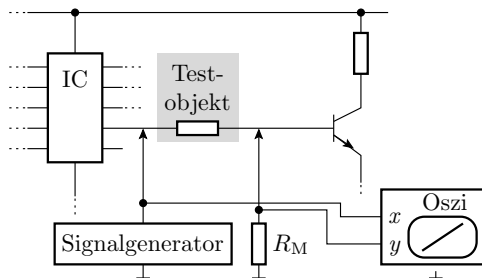 IC
Test-
objekt
Oszi
x
y
Signalgenerator
R_M